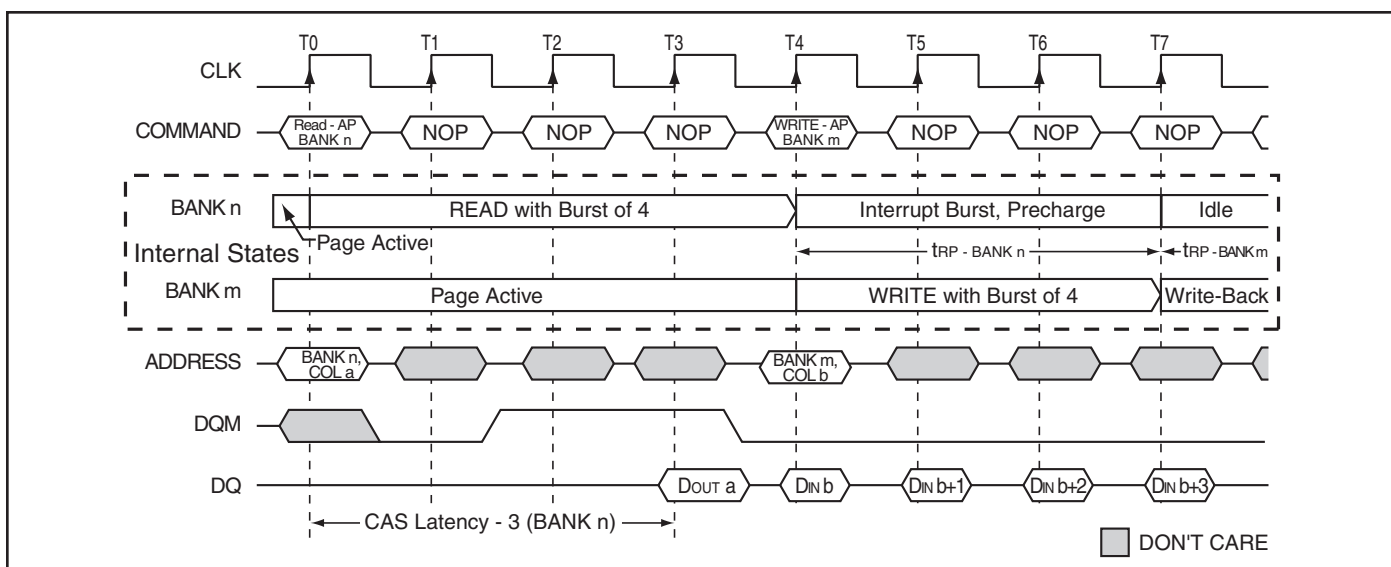 T0 T1 T2 T3 T4 T5 T6 T7
CLK
COMMAND Read - AP NOP NOP NOP WRITE - AP NOP NOP NOP
BANK n BANK m
BANK n READ with Burst of 4 Interrupt Burst, Precharge Idle
Page Active tRP - BANK n tRP - BANK m
Internal States
BANK m Page Active WRITE with Burst of 4 Write-Back
ADDRESS BANK n, BANK m,
COL a COL b
DQM
DQ DOUT a DIN b DIN b+1 DIN b+2 DIN b+3
CAS Latency - 3 (BANK n)
DON'T CARE